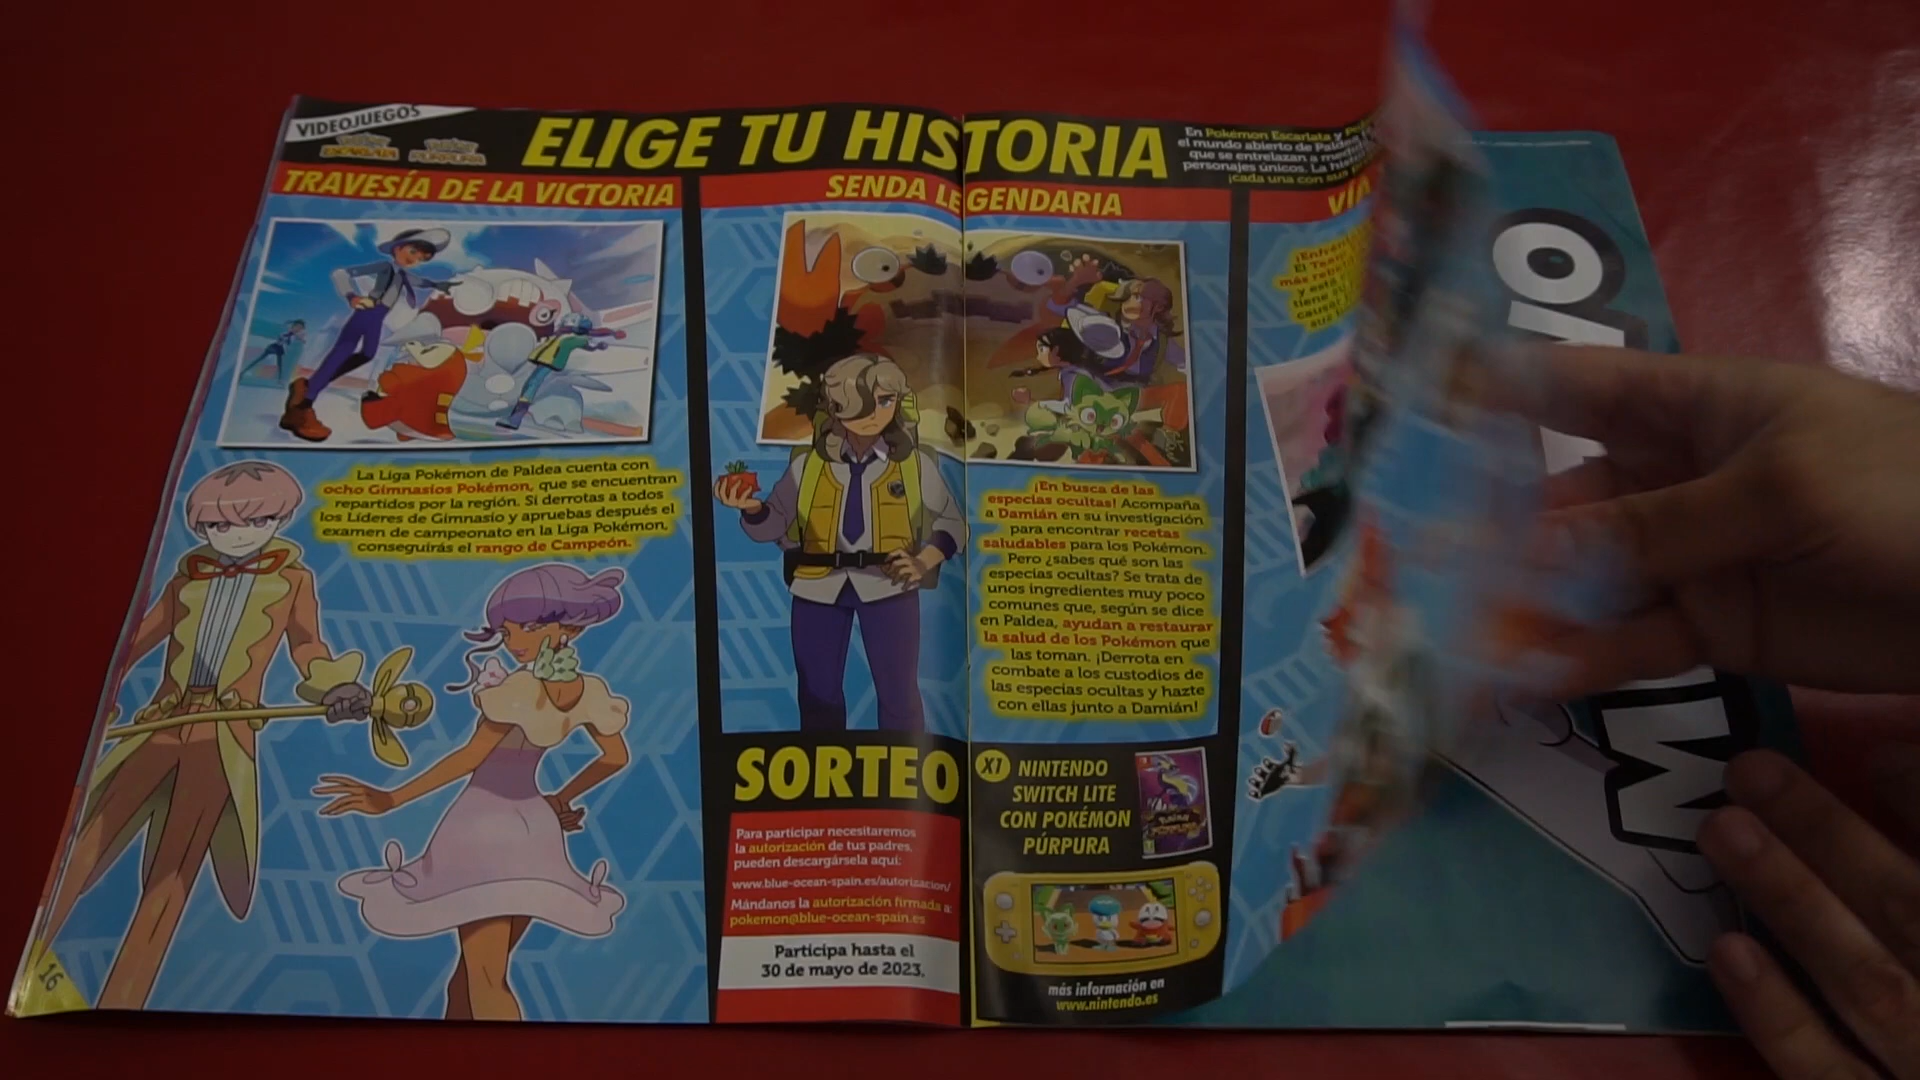 VIDEOJUEGOS
POKÉMON ESCARLATA
POKÉMON PÚRPURA
ELIGE TU HISTORIA
En Pokémon Escarlata y
el mundo abierto de Paldea
que se entrelazan a
personajes únicos. La
¡cada una con sus
TRAVESÍA DE LA VICTORIA
La Liga Pokémon de Paldea cuenta con
ocho Gimnasios Pokémon, que se encuentran
repartidos por la región. Si derrotas a todos
los Líderes de Gimnasio y apruebas después el
examen de campeonato en la Liga Pokémon,
conseguirás el rango de Campeón.
16
SENDA LEGENDARIA
¡En busca de las
especias ocultas! Acompaña
a Damián en su investigación
para encontrar recetas
saludables para los Pokémon.
Pero ¿sabes qué son las
especias ocultas? Se trata de
unos ingredientes muy poco
comunes que, según se dice
en Paldea, ayudan a restaurar
la salud de los Pokémon que
las toman. ¡Derrota en
combate a los custodios de
las especias ocultas y hazte
con ellas junto a Damián!
SORTEO
Para participar necesitaremos
la autorización de tus padres,
pueden descargársela aquí:
www.blue-ocean-spain.es/autorizacion/
Mándanos la autorización firmada a:
pokemon@blue-ocean-spain.es
Participa hasta el
30 de mayo de 2023.
X1 NINTENDO
SWITCH LITE
CON POKÉMON
PÚRPURA
más información en
www.nintendo.es
El
más
y está
tiene